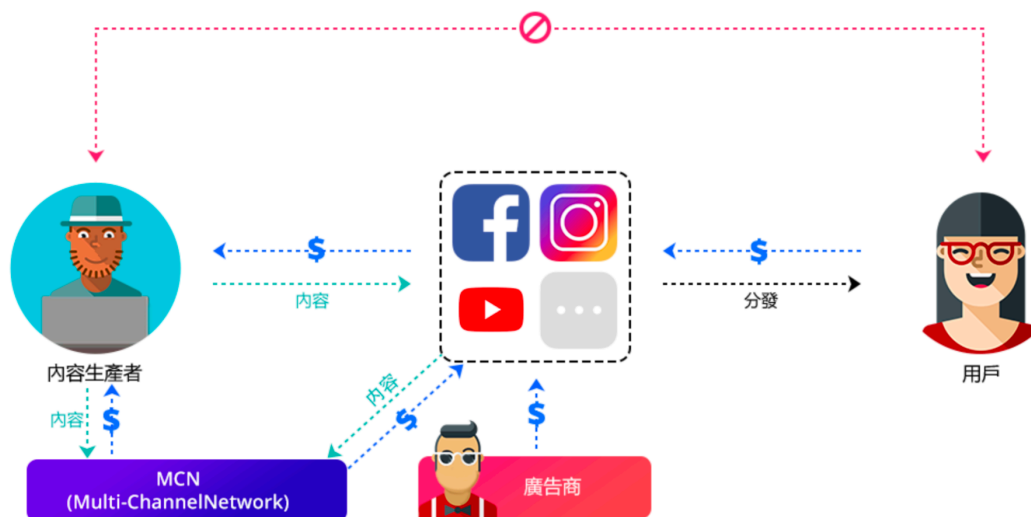 $
$
內容
分發
內容生產者
用戶
內容
$
內容
$
$
MCN
(Multi-ChannelNetwork)
廣告商